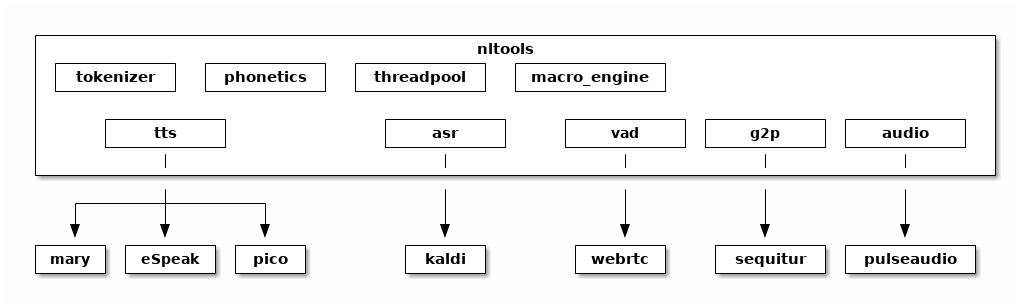 nltools
tokenizer phonetics threadpool macro_engine
tts asr vad g2p audio
mary eSpeak pico kaldi webrtc sequitur pulseaudio